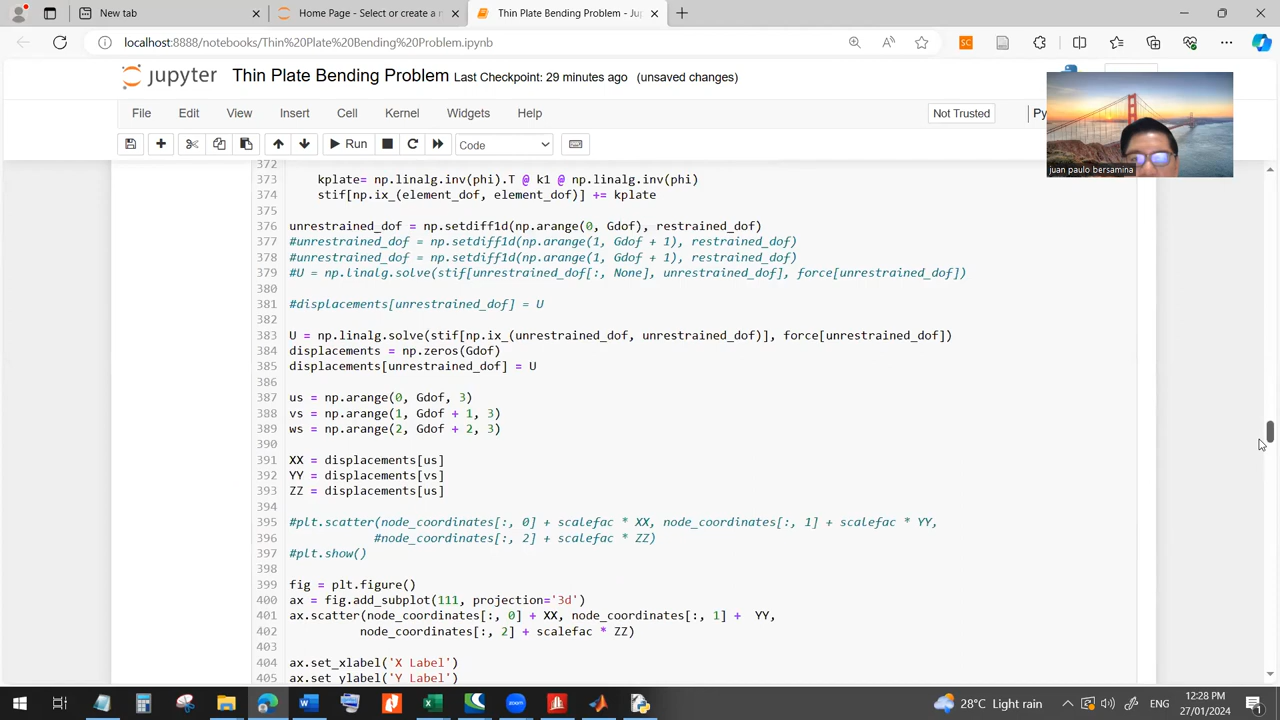 New tab
Home Page - Select or create a n
Thin Plate Bending Problem - Ju
localhost:8888/notebooks/Thin%20Plate%20Bending%20Problem.ipynb
jupyter Thin Plate Bending Problem Last Checkpoint: 29 minutes ago (unsaved changes)
File Edit View Insert Cell Kernel Widgets Help Not Trusted Py
Run Code
juan paulo bersamina
372
373 kplate= np.linalg.inv(phi).T @ k1 @ np.linalg.inv(phi)
374 stif[np.ix_(element_dof, element_dof)] += kplate
375
376 unrestrained_dof = np.setdiff1d(np.arange(0, Gdof), restrained_dof)
377 #unrestrained_dof = np.setdiff1d(np.arange(1, Gdof + 1), restrained_dof)
378 #unrestrained_dof = np.setdiff1d(np.arange(1, Gdof + 1), restrained_dof)
379 #U = np.linalg.solve(stif[unrestrained_dof[:, None], unrestrained_dof], force[unrestrained_dof])
380
381 #displacements[unrestrained_dof] = U
382
383 U = np.linalg.solve(stif[np.ix_(unrestrained_dof, unrestrained_dof)], force[unrestrained_dof])
384 displacements = np.zeros(Gdof)
385 displacements[unrestrained_dof] = U
386
387 us = np.arange(0, Gdof, 3)
388 vs = np.arange(1, Gdof + 1, 3)
389 ws = np.arange(2, Gdof + 2, 3)
390
391 XX = displacements[us]
392 YY = displacements[vs]
393 ZZ = displacements[us]
394
395 #plt.scatter(node_coordinates[:, 0] + scalefac * XX, node_coordinates[:, 1] + scalefac * YY,
396 #node_coordinates[:, 2] + scalefac * ZZ)
397 #plt.show()
398
399 fig = plt.figure()
400 ax = fig.add_subplot(111, projection='3d')
401 ax.scatter(node_coordinates[:, 0] + XX, node_coordinates[:, 1] + YY,
402 node_coordinates[:, 2] + scalefac * ZZ)
403
404 ax.set_xlabel('X Label')
405 ax.set_ylabel('Y Label')
28°C Light rain
ENG
12:28 PM
27/01/2024